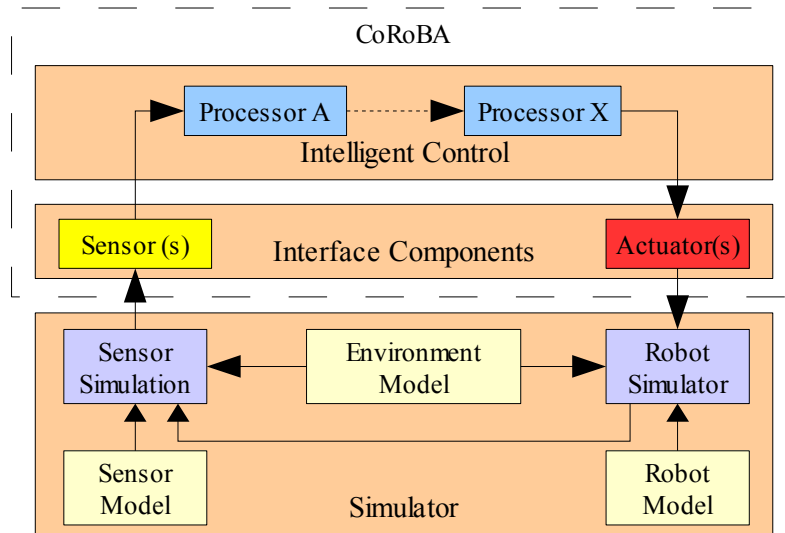 CoRoBA
Processor A
Processor X
Intelligent Control
Sensor (s)
Interface Components
Actuator(s)
Sensor
Simulation
Environment
Model
Robot
Simulator
Sensor
Model
Simulator
Robot
Model